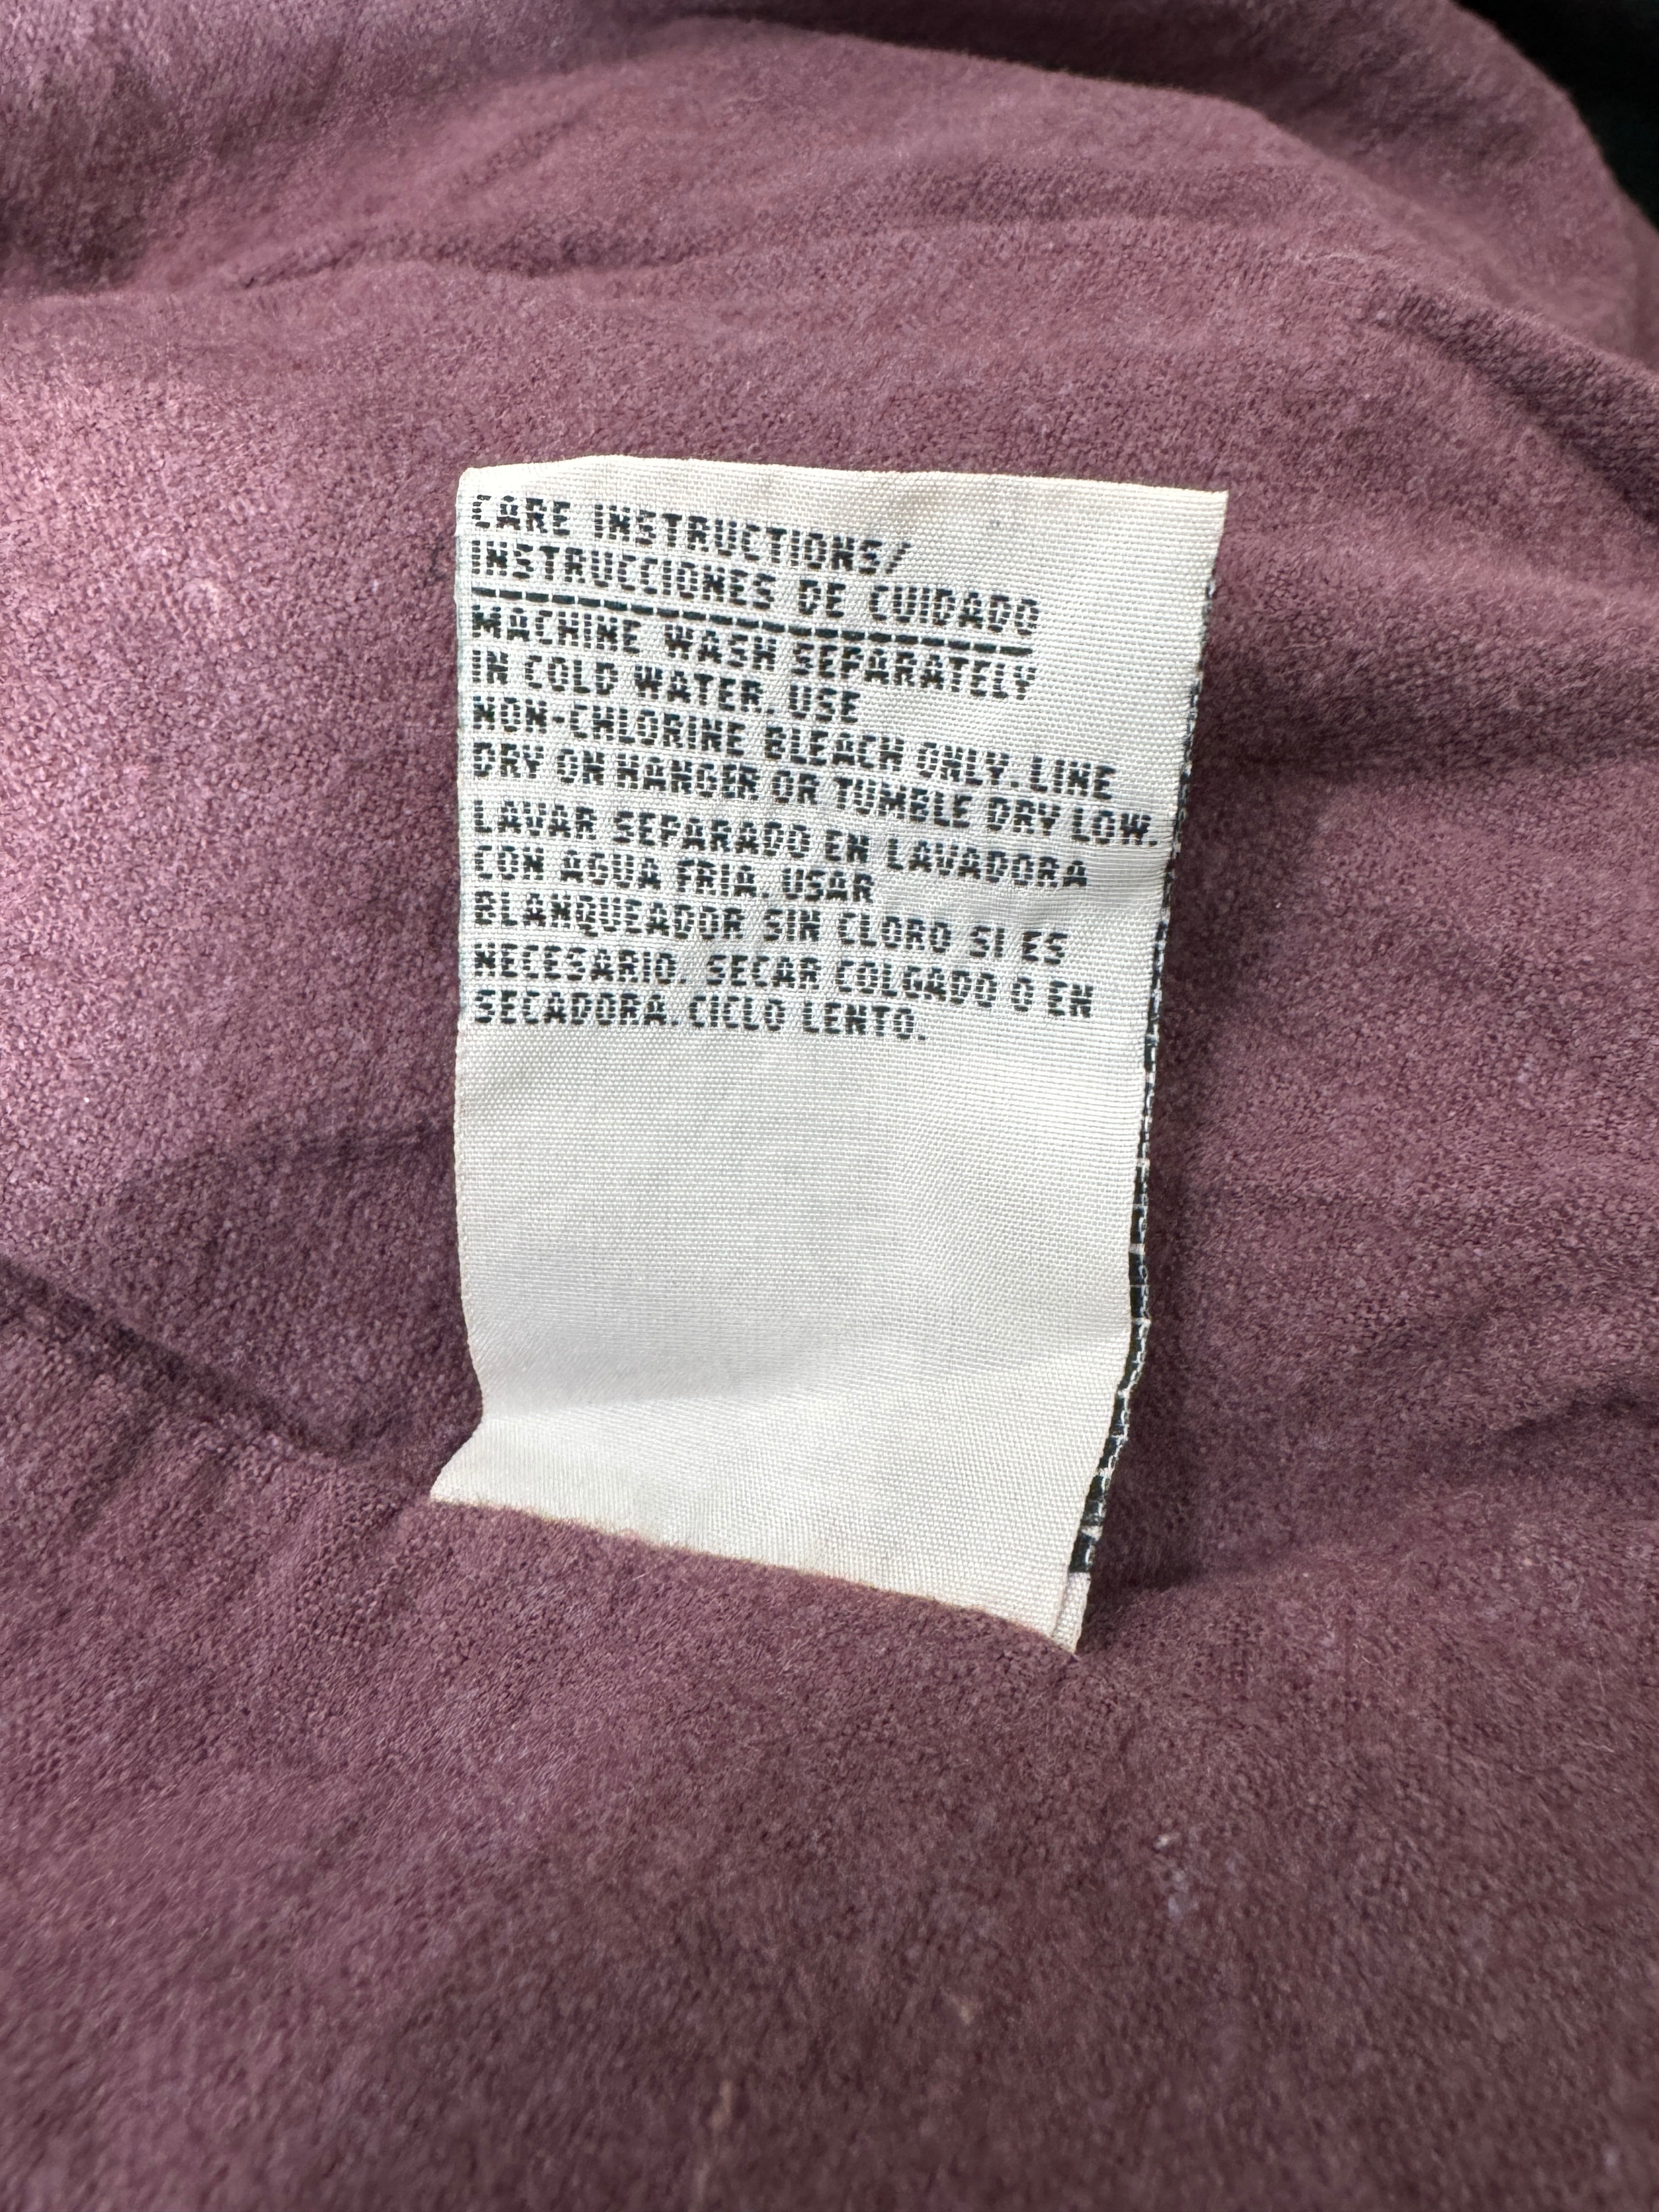 CARE INSTRUCTIONS/
INSTRUCCIONES DE CUIDADO
MACHINE WASH SEPARATELY
IN COLD WATER. USE
NON-CHLORINE BLEACH ONLY. LINE
DRY ON HANGER OR TUMBLE DRY LOW.
LAVAR SEPARADO EN LAVADORA
CON AGUA FRIA. USAR
BLANQUEADOR SIN CLORO SI ES
NECESARIO. SECAR COLGADO O EN
SECADORA. CICLO LENTO.